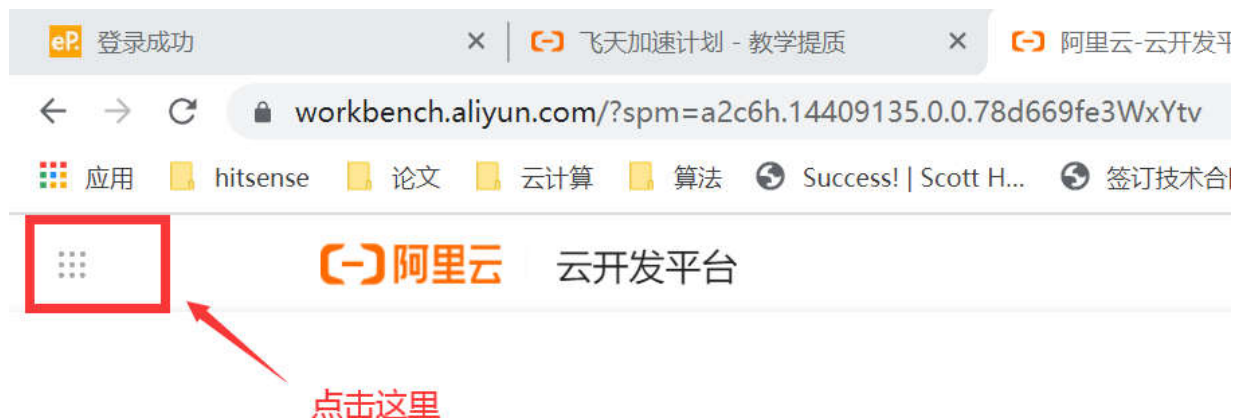 eP. 登录成功 飞天加速计划 - 教学提质 阿里云-云开发平
workbench.aliyun.com/?spm=a2c6h.14409135.0.0.78d669fe3WxYtv
应用 hitsense 论文 云计算 算法 Success! | Scott H... 签订技术合
阿里云 云开发平台
点击这里